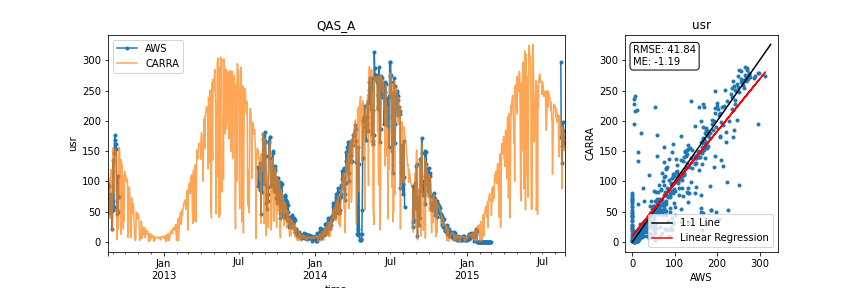 QAS_A
usr
AWS
CARRA
usr
300
250
200
150
100
50
0
Jan
2013
Jul
Jan
2014
Jul
Jan
2015
Jul
time
usr
RMSE: 41.84
ME: -1.19
CARRA
300
250
200
150
100
50
0
1:1 Line
Linear Regression
0
100
200
300
AWS